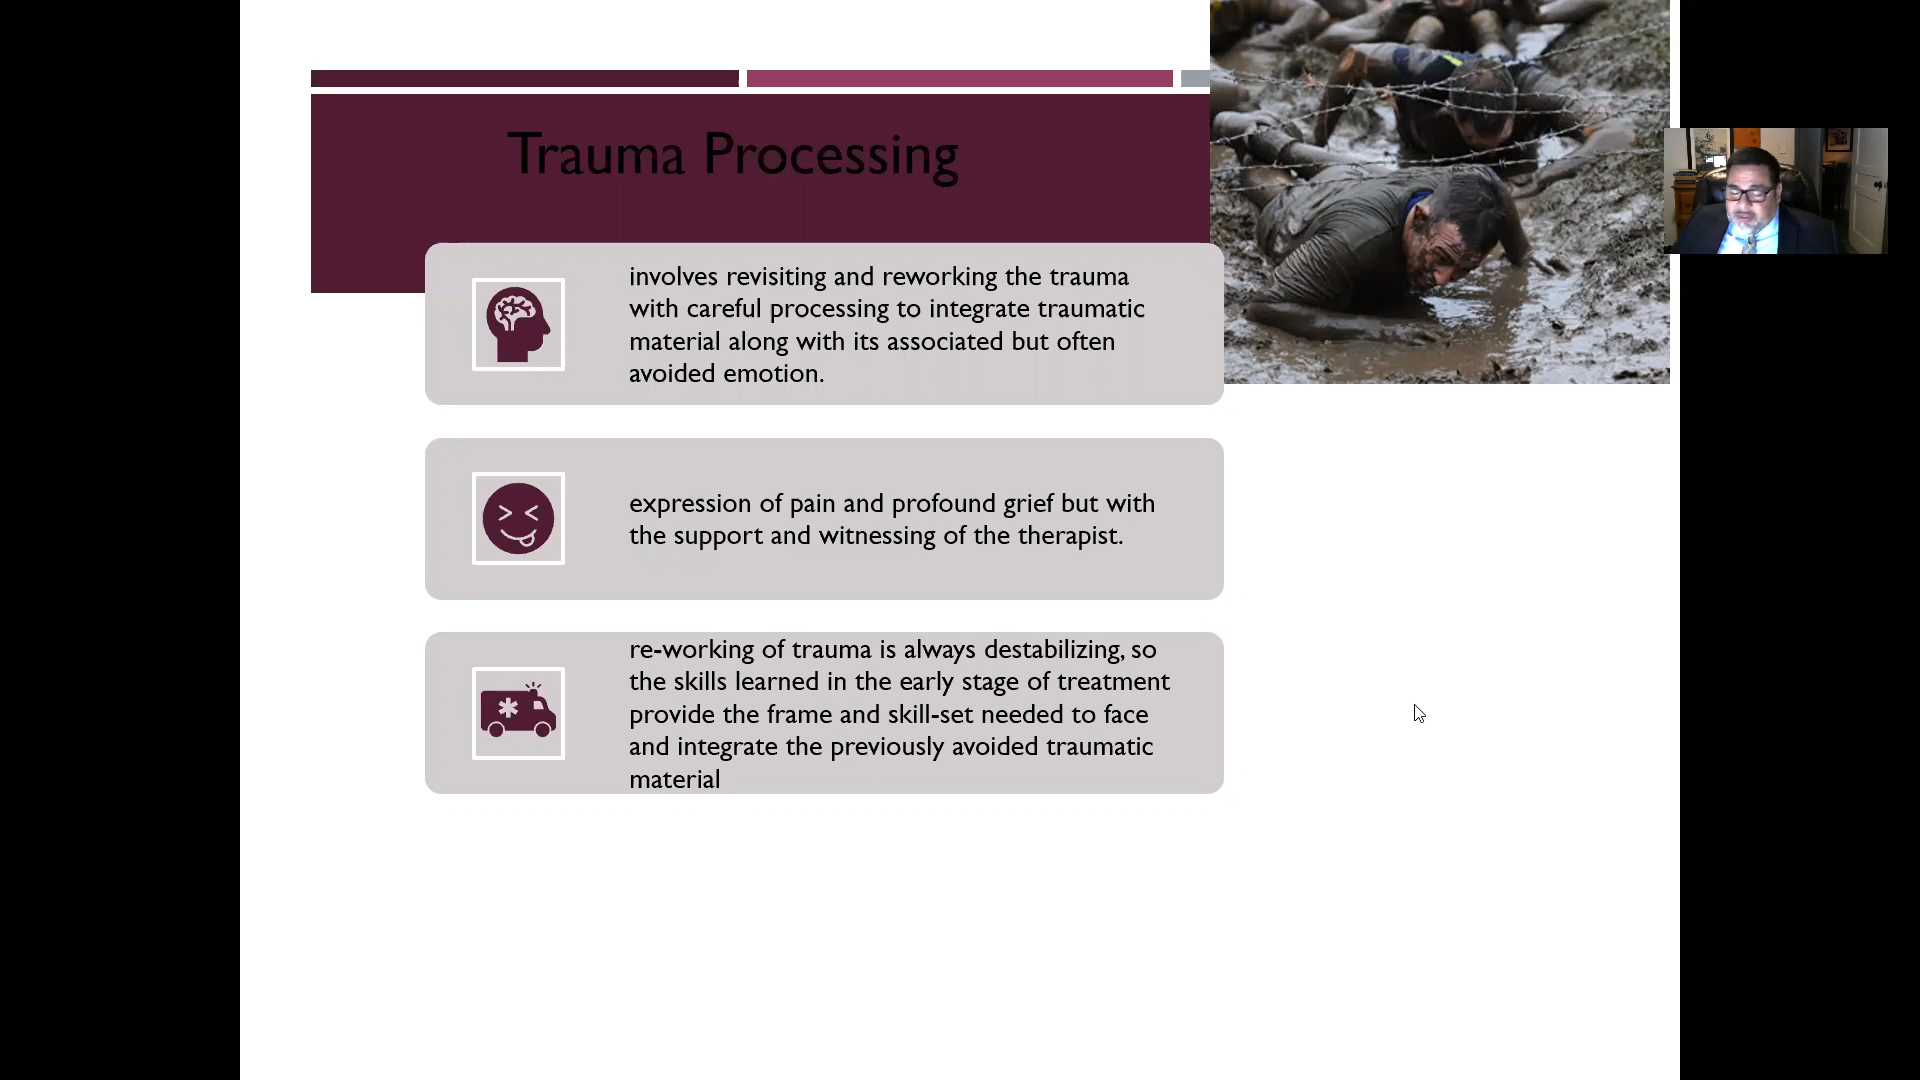 Trauma Processing
involves revisiting and reworking the trauma
with careful processing to integrate traumatic
material along with its associated but often
avoided emotion.
expression of pain and profound grief but with
the support and witnessing of the therapist.
re-working of trauma is always destabilizing, so
the skills learned in the early stage of treatment
provide the frame and skill-set needed to face
and integrate the previously avoided traumatic
material